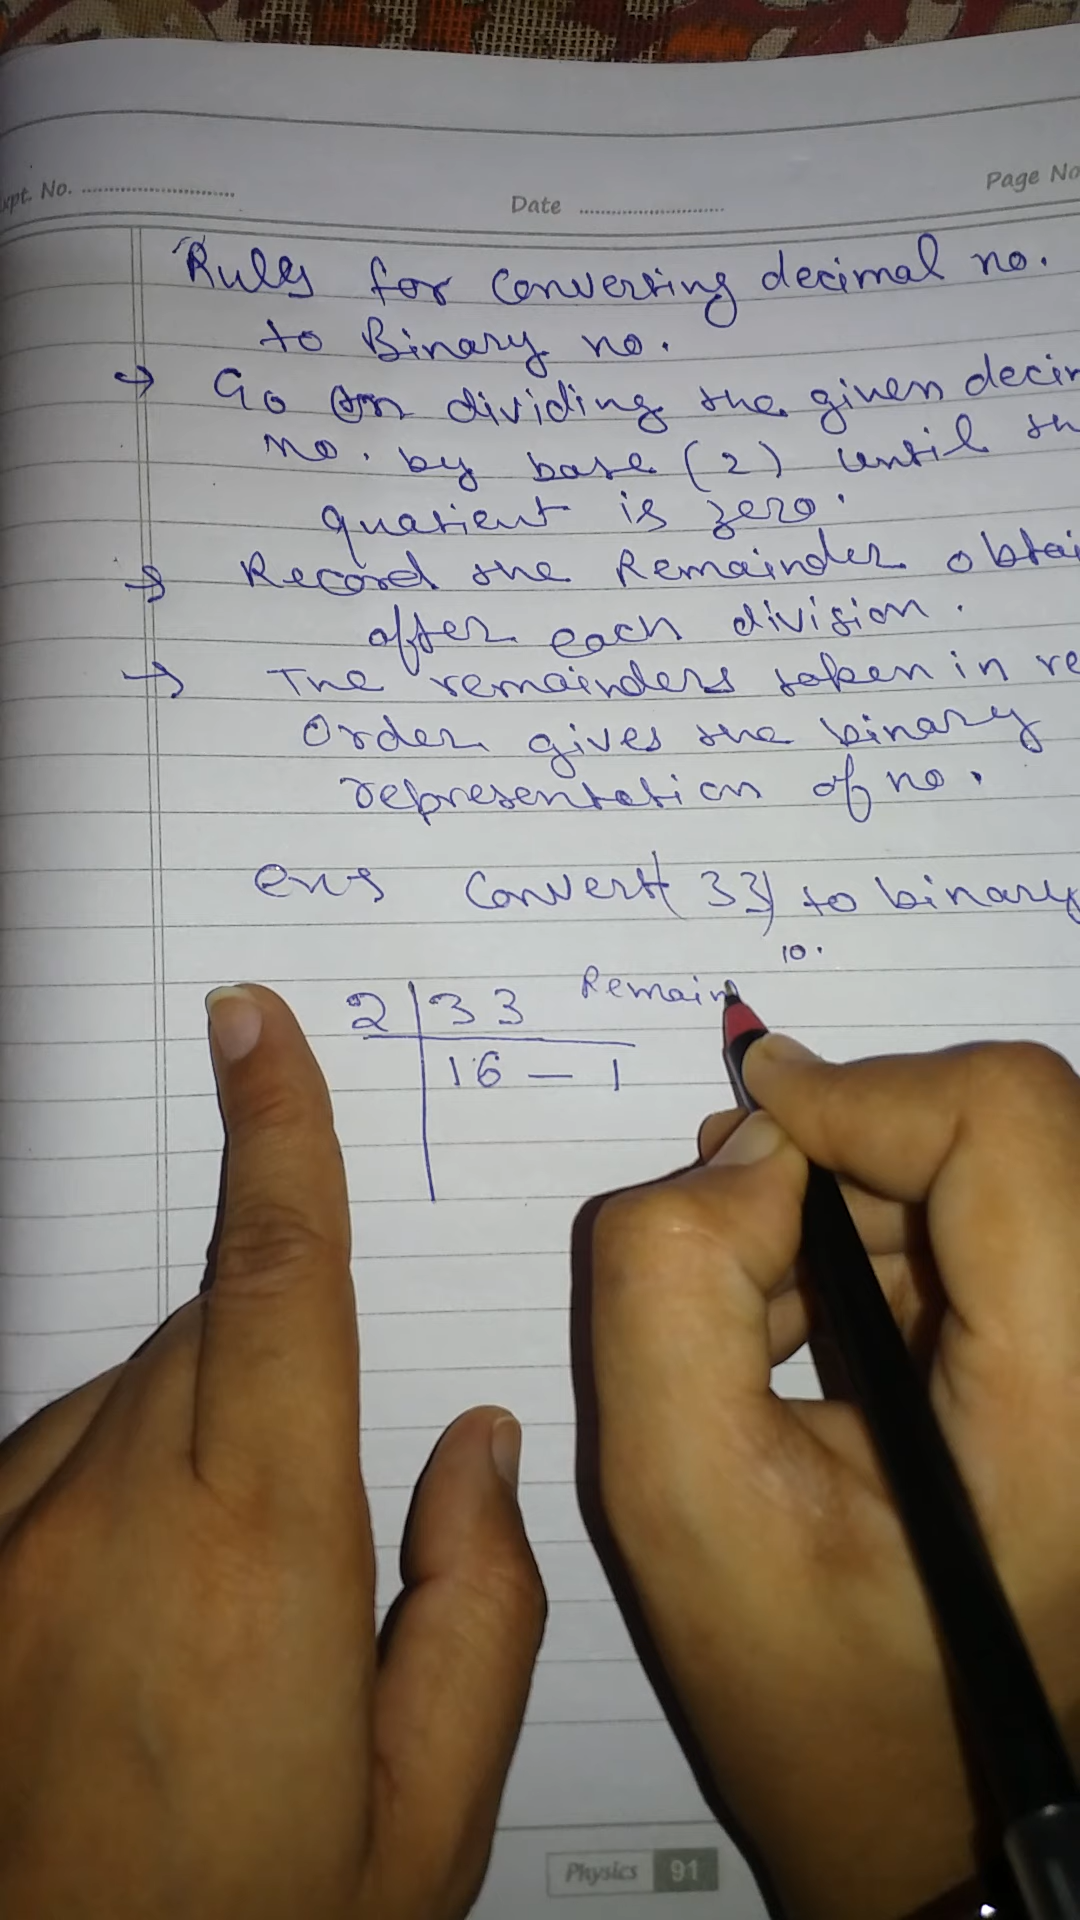 Expt. No. ..............................
Date ..............................
Page No
Rules for Converting decimal no.
to Binary no.
→ Go on dividing the given decim
no. by base (2) until th
quatient is zero.
→ Record the Remainder obtai
after each division.
→ The remainders taken in re
Order gives the binary
representation of no.
Convert (33)10. to binary
2 | 33 Remain
16 - 1
Physics 91